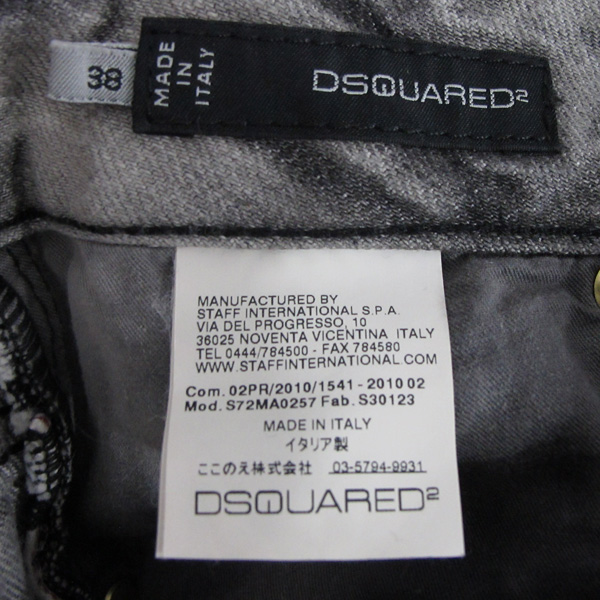 38
MADE
IN
ITALY
DSQUARED²
MANUFACTURED BY
STAFF INTERNATIONAL S.P.A.
VIA DEL PROGRESSO, 10
36025 NOVENTA VICENTINA ITALY
TEL 0444/784500 - FAX 784580
WWW.STAFFINTERNATIONAL.COM
Com. 02PR/2010/1541 - 2010 02
Mod. S72MA0257 Fab. S30123
MADE IN ITALY
イタリア製
ここのえ株式会社 03-5794-9931
DSQUARED²